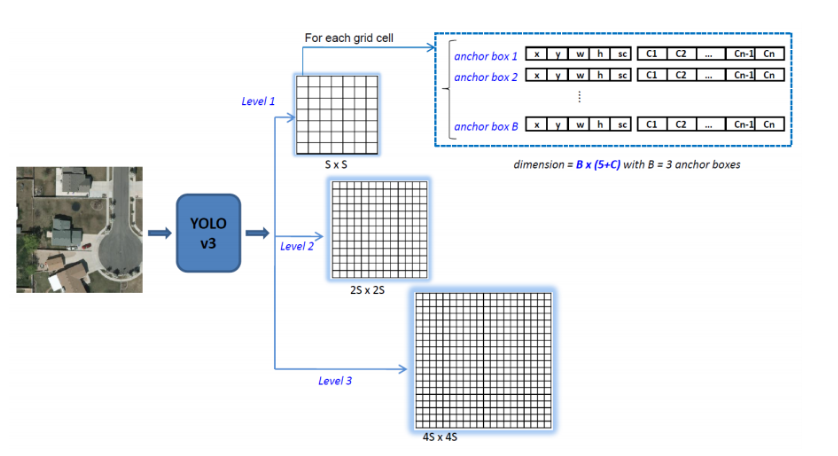 For each grid cell
anchor box 1 x y w h sc C1 C2 ... Cn-1 Cn
anchor box 2 x y w h sc C1 C2 ... Cn-1 Cn
anchor box B x y w h sc C1 C2 ... Cn-1 Cn
dimension = B x (5+C) with B = 3 anchor boxes
Level 1
S x S
YOLO
v3
Level 2
2S x 2S
Level 3
4S x 4S